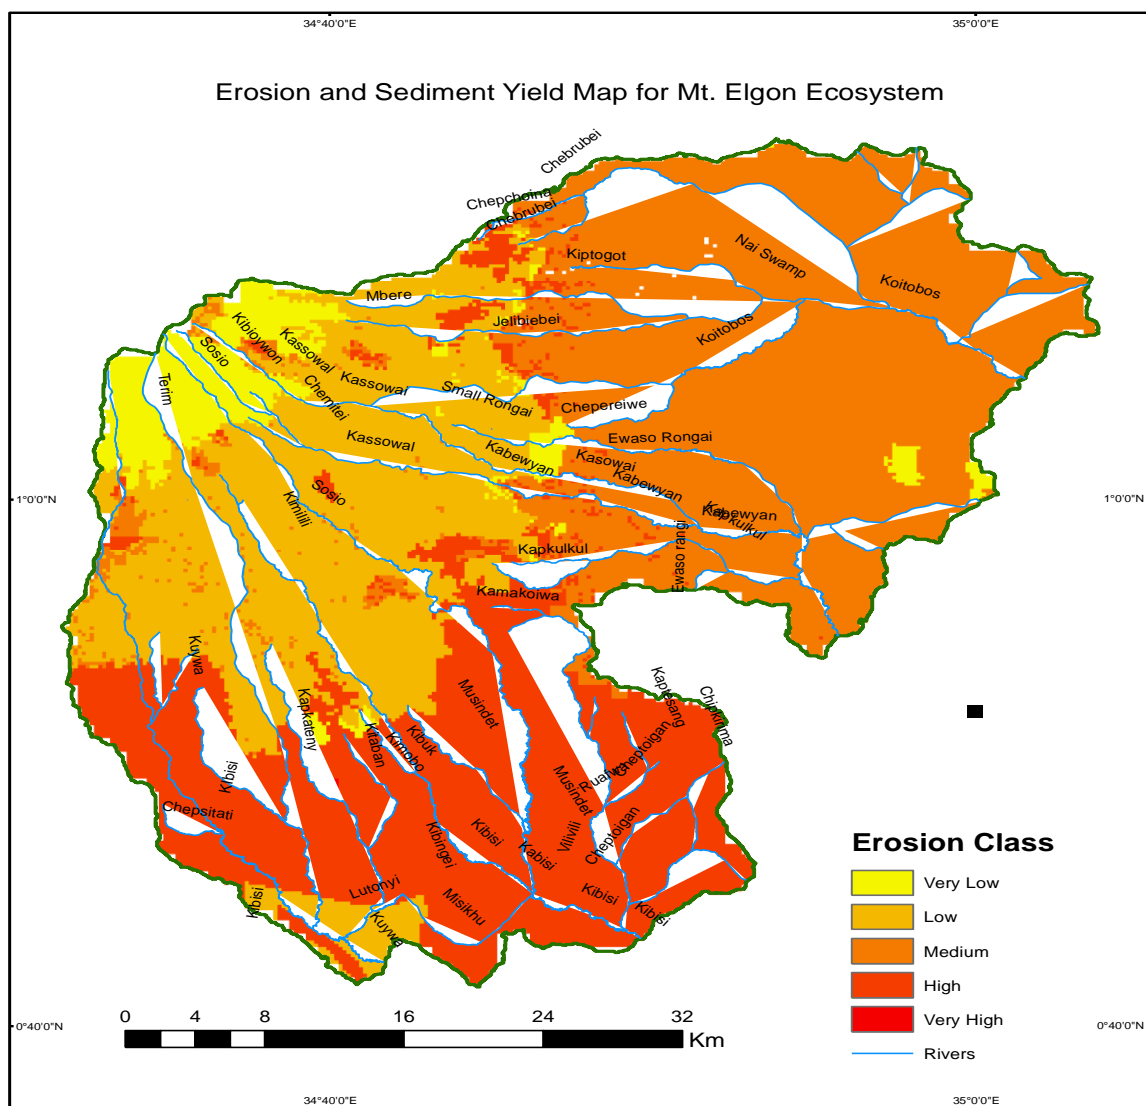 34°40'0"E
35°0'0"E
Erosion and Sediment Yield Map for Mt. Elgon Ecosystem
Chebrubei
Chepchoina
Chebrubei
Kiptogot
Nai Swamp
Koitobos
Mbere
Jelibiebei
Koitobos
Kibioywon
Kassowal
Sosio
Terim
Kassowal
Chemitei
Small Rongai
Chepereiwe
Kassowal
Ewaso Rongai
Kabewyan
Kasowai
Kabewyan
Sosio
Kimilili
1°0'0"N
1°0'0"N
Kabewyan
Kapkulkul
Kapkulkul
Ewaso rangi
Kamakoiwa
Kuywa
Musindet
Kaptesang
Chipkirima
Kapkateny
Kitaban
Kimobo
Kibuk
Cheptoigan
Musindet
KIbisi
Chepsitati
Kibingei
Kibisi
Kabisi
Vilivili
Cheptoigan
Lutonyi
Kibisi
Misikhu
Kibisi
Kibisi
Kuywa
Erosion Class
Very Low
Low
Medium
High
Very High
Rivers
0 4 8 16 24 32
Km
0°40'0"N
0°40'0"N
34°40'0"E
35°0'0"E